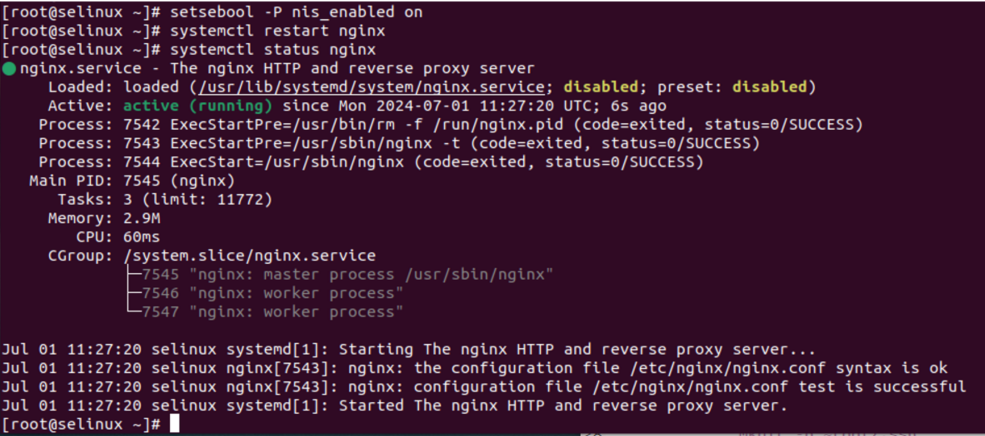 [root@selinux ~]# setsebool -P nis_enabled on
[root@selinux ~]# systemctl restart nginx
[root@selinux ~]# systemctl status nginx
● nginx.service - The nginx HTTP and reverse proxy server
Loaded: loaded (/usr/lib/systemd/system/nginx.service; disabled; preset: disabled)
Active: active (running) since Mon 2024-07-01 11:27:20 UTC; 6s ago
Process: 7542 ExecStartPre=/usr/bin/rm -f /run/nginx.pid (code=exited, status=0/SUCCESS)
Process: 7543 ExecStartPre=/usr/sbin/nginx -t (code=exited, status=0/SUCCESS)
Process: 7544 ExecStart=/usr/sbin/nginx (code=exited, status=0/SUCCESS)
Main PID: 7545 (nginx)
Tasks: 3 (limit: 11772)
Memory: 2.9M
CPU: 60ms
CGroup: /system.slice/nginx.service
├─7545 "nginx: master process /usr/sbin/nginx"
├─7546 "nginx: worker process"
└─7547 "nginx: worker process"
Jul 01 11:27:20 selinux systemd[1]: Starting The nginx HTTP and reverse proxy server...
Jul 01 11:27:20 selinux nginx[7543]: nginx: the configuration file /etc/nginx/nginx.conf syntax is ok
Jul 01 11:27:20 selinux nginx[7543]: nginx: configuration file /etc/nginx/nginx.conf test is successful
Jul 01 11:27:20 selinux systemd[1]: Started The nginx HTTP and reverse proxy server.
[root@selinux ~]#